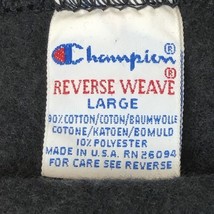 Champion®
®
REVERSE WEAVE
LARGE
90% COTTON/COTON/BAUMWOLLE
COTONE/KATOEN/BOMULD
10% POLYESTER
MADE IN U.S.A. RN 26094
FOR CARE SEE REVERSE